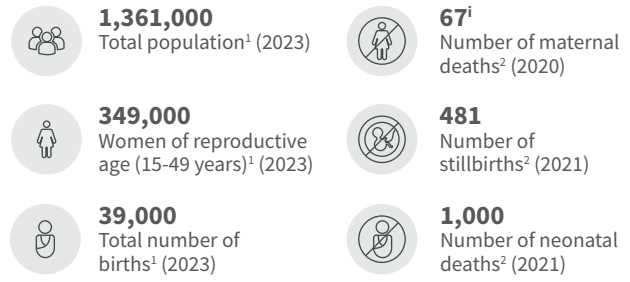 1,361,000
Total population¹ (2023)
67ⁱ
Number of maternal
deaths² (2020)
349,000
Women of reproductive
age (15-49 years)¹ (2023)
481
Number of
stillbirths² (2021)
39,000
Total number of
births¹ (2023)
1,000
Number of neonatal
deaths² (2021)